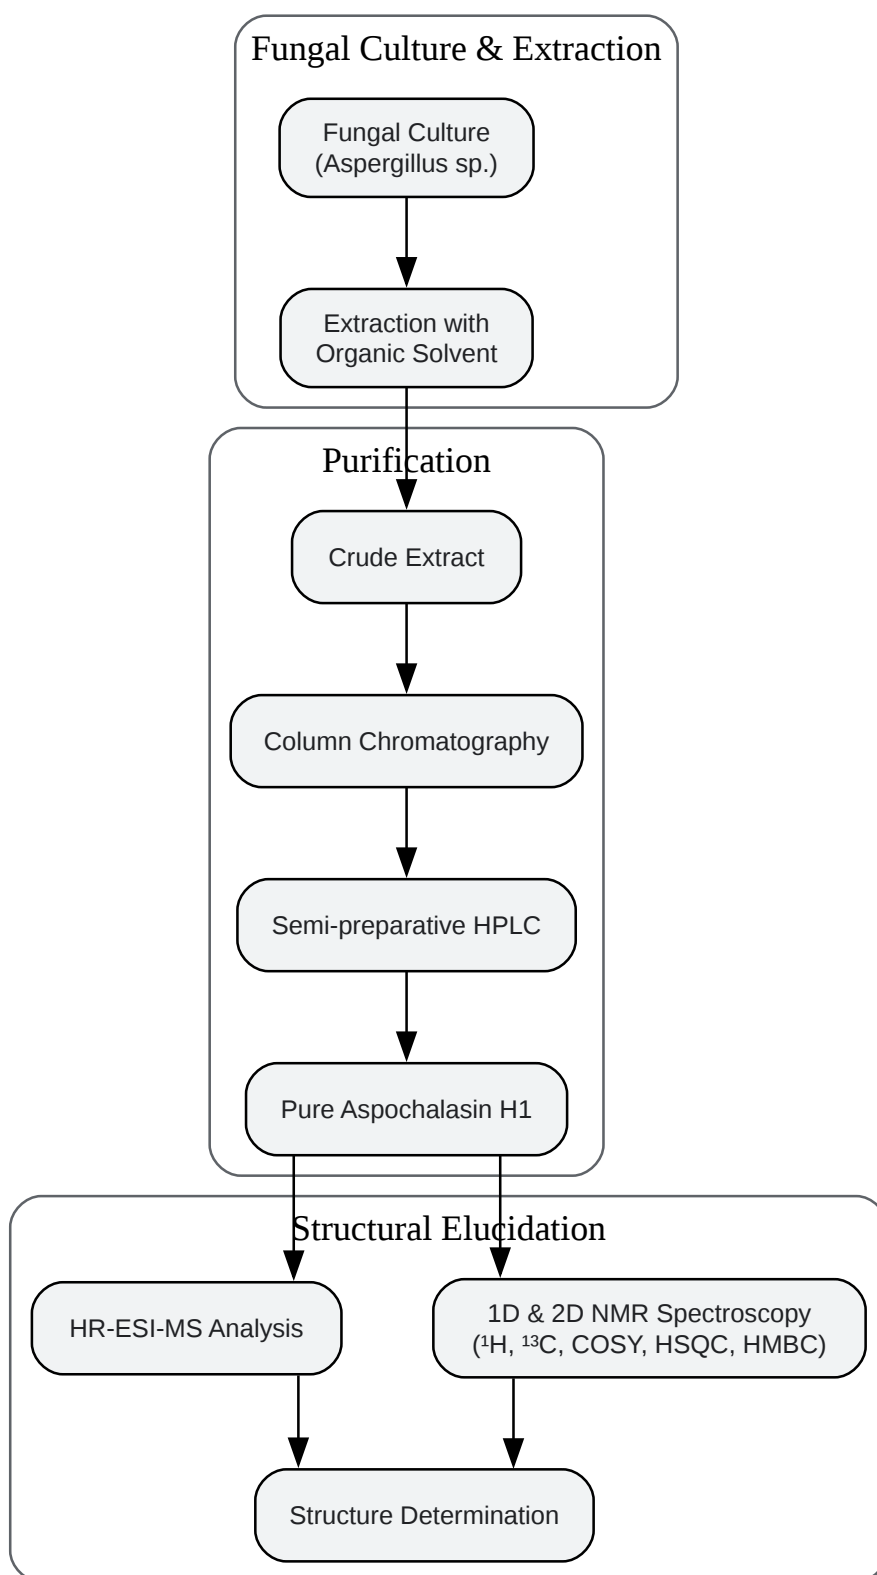 Fungal Culture & Extraction
Fungal Culture
(Aspergillus sp.)
Extraction with
Organic Solvent
Purification
Crude Extract
Column Chromatography
Semi-preparative HPLC
Pure Aspochalasin H1
Structural Elucidation
HR-ESI-MS Analysis
1D & 2D NMR Spectroscopy
(¹H, ¹³C, COSY, HSQC, HMBC)
Structure Determination